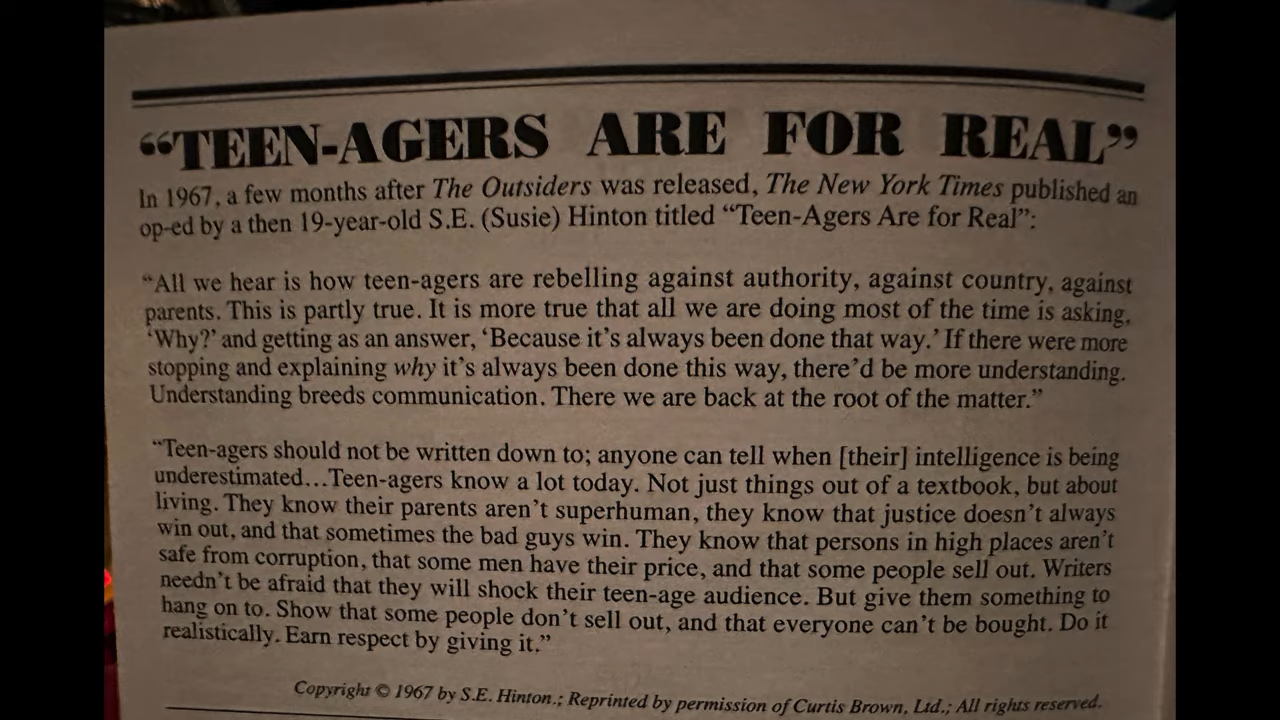 “TEEN-AGERS ARE FOR REAL”
In 1967, a few months after The Outsiders was released, The New York Times published an
op-ed by a then 19-year-old S.E. (Susie) Hinton titled “Teen-Agers Are for Real”:
“All we hear is how teen-agers are rebelling against authority, against country, against
parents. This is partly true. It is more true that all we are doing most of the time is asking,
‘Why?’ and getting as an answer, ‘Because it’s always been done that way.’ If there were more
stopping and explaining why it’s always been done this way, there’d be more understanding.
Understanding breeds communication. There we are back at the root of the matter.”
“Teen-agers should not be written down to; anyone can tell when [their] intelligence is being
underestimated…Teen-agers know a lot today. Not just things out of a textbook, but about
living. They know their parents aren’t superhuman, they know that justice doesn’t always
win out, and that sometimes the bad guys win. They know that persons in high places aren’t
safe from corruption, that some men have their price, and that some people sell out. Writers
needn’t be afraid that they will shock their teen-age audience. But give them something to
hang on to. Show that some people don’t sell out, and that everyone can’t be bought. Do it
realistically. Earn respect by giving it.”
Copyright © 1967 by S.E. Hinton.; Reprinted by permission of Curtis Brown, Ltd.; All rights reserved.